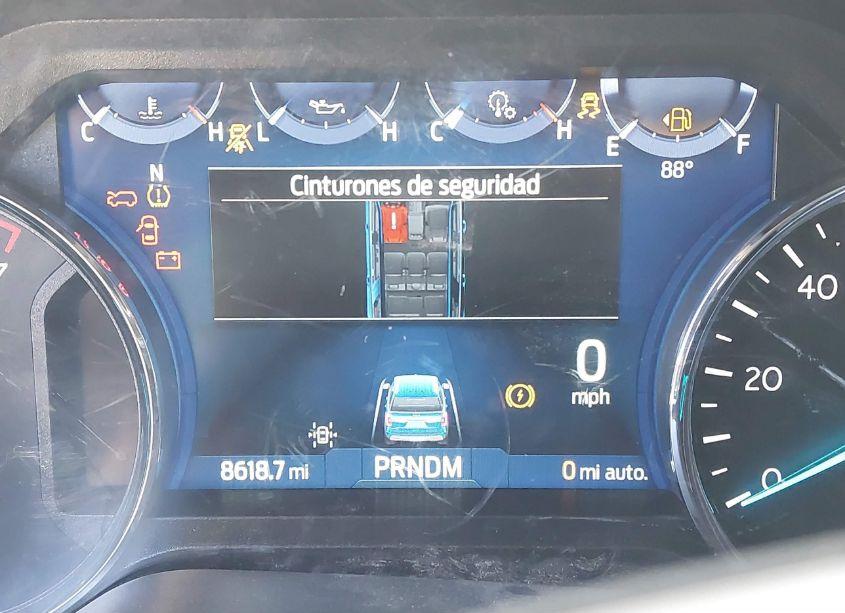 C H L H C H E F
88°
N
Cinturones de seguridad
40
0
mph
20
8618.7 mi
PRNDM
0 mi auto.
0